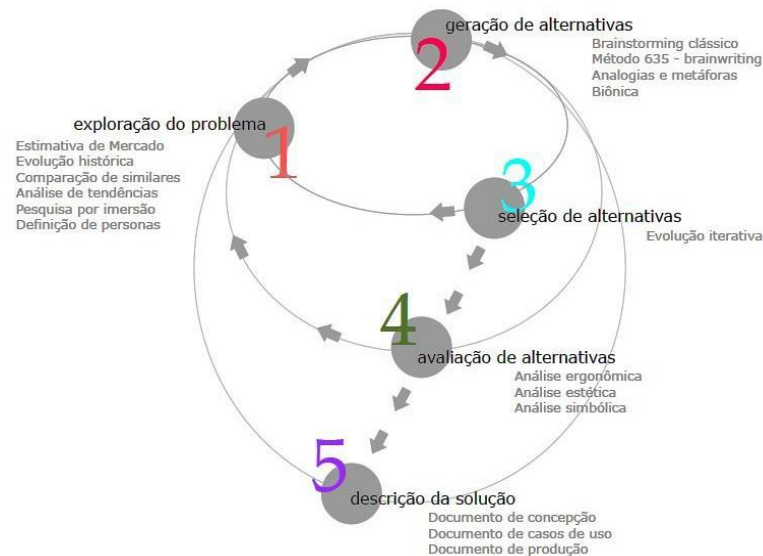 1
exploração do problema
Estimativa de Mercado
Evolução histórica
Comparação de similares
Análise de tendências
Pesquisa por imersão
Definição de personas
2
geração de alternativas
Brainstorming clássico
Método 635 - brainwriting
Analogias e metáforas
Biônica
3
seleção de alternativas
Evolução iterativa
4
avaliação de alternativas
Análise ergonômica
Análise estética
Análise simbólica
5
descrição da solução
Documento de concepção
Documento de casos de uso
Documento de produção